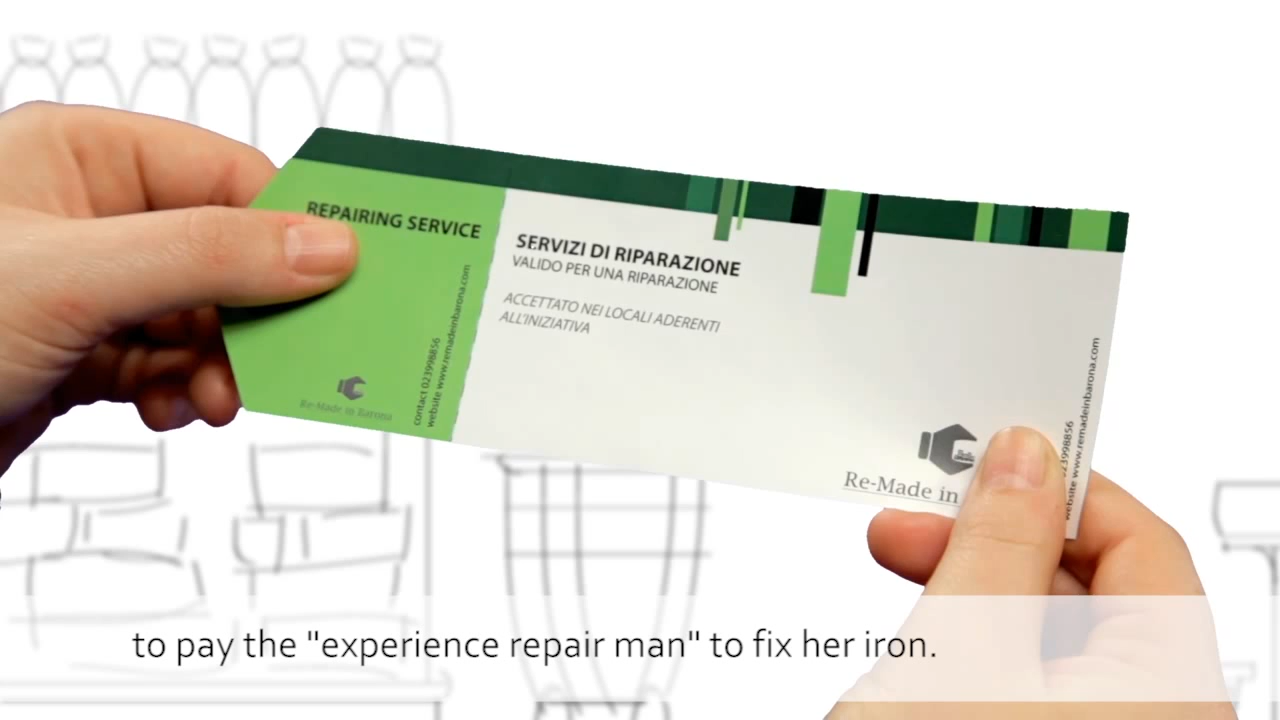 REPAIRING SERVICE
Re-Made in Barona
contact 023998856
website www.remadeinbarona.com
SERVIZI DI RIPARAZIONE
VALIDO PER UNA RIPARAZIONE
ACCETTATO NEI LOCALI ADERENTI
ALL'INIZIATIVA
Re-Made in
website www.remadeinbarona.com
to pay the "experience repair man" to fix her iron.